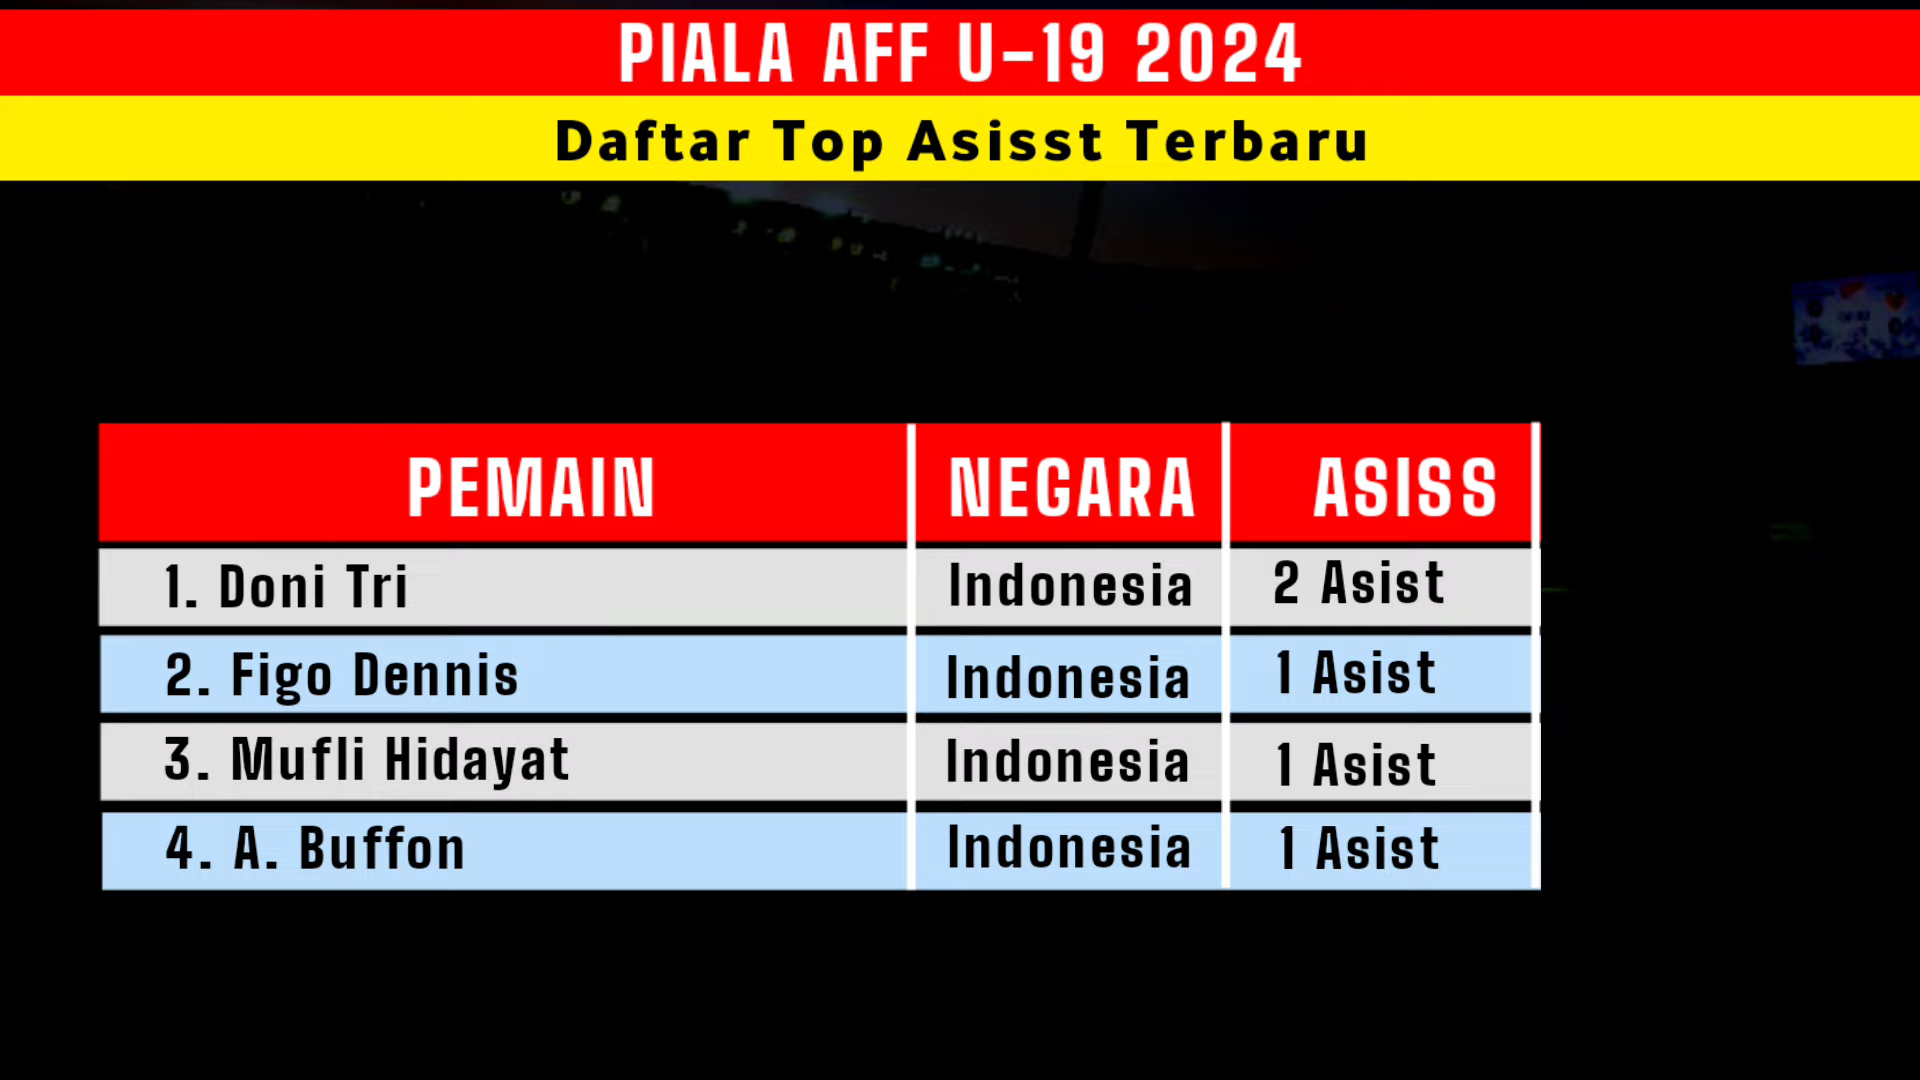 PIALA AFF U-19 2024
Daftar Top Asisst Terbaru
PEMAIN NEGARA ASISS
1. Doni Tri Indonesia 2 Asist
2. Figo Dennis Indonesia 1 Asist
3. Mufli Hidayat Indonesia 1 Asist
4. A. Buffon Indonesia 1 Asist